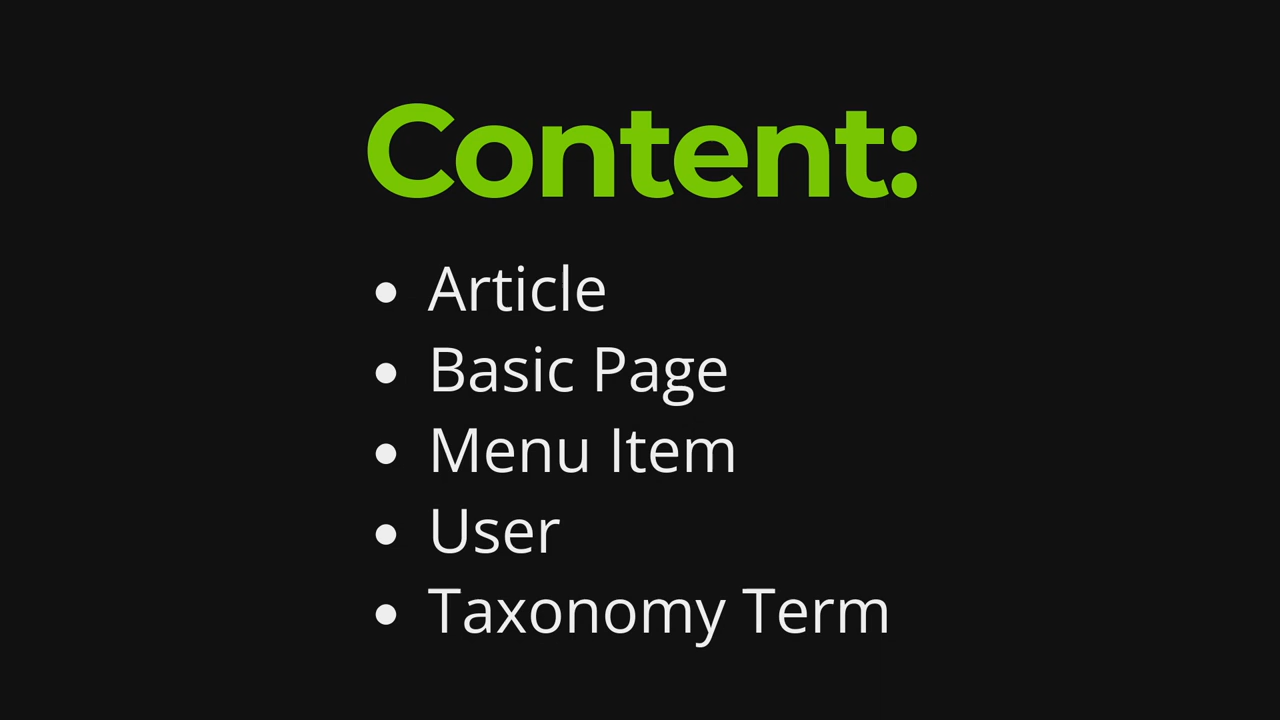 Content:
• Article
• Basic Page
• Menu Item
• User
• Taxonomy Term